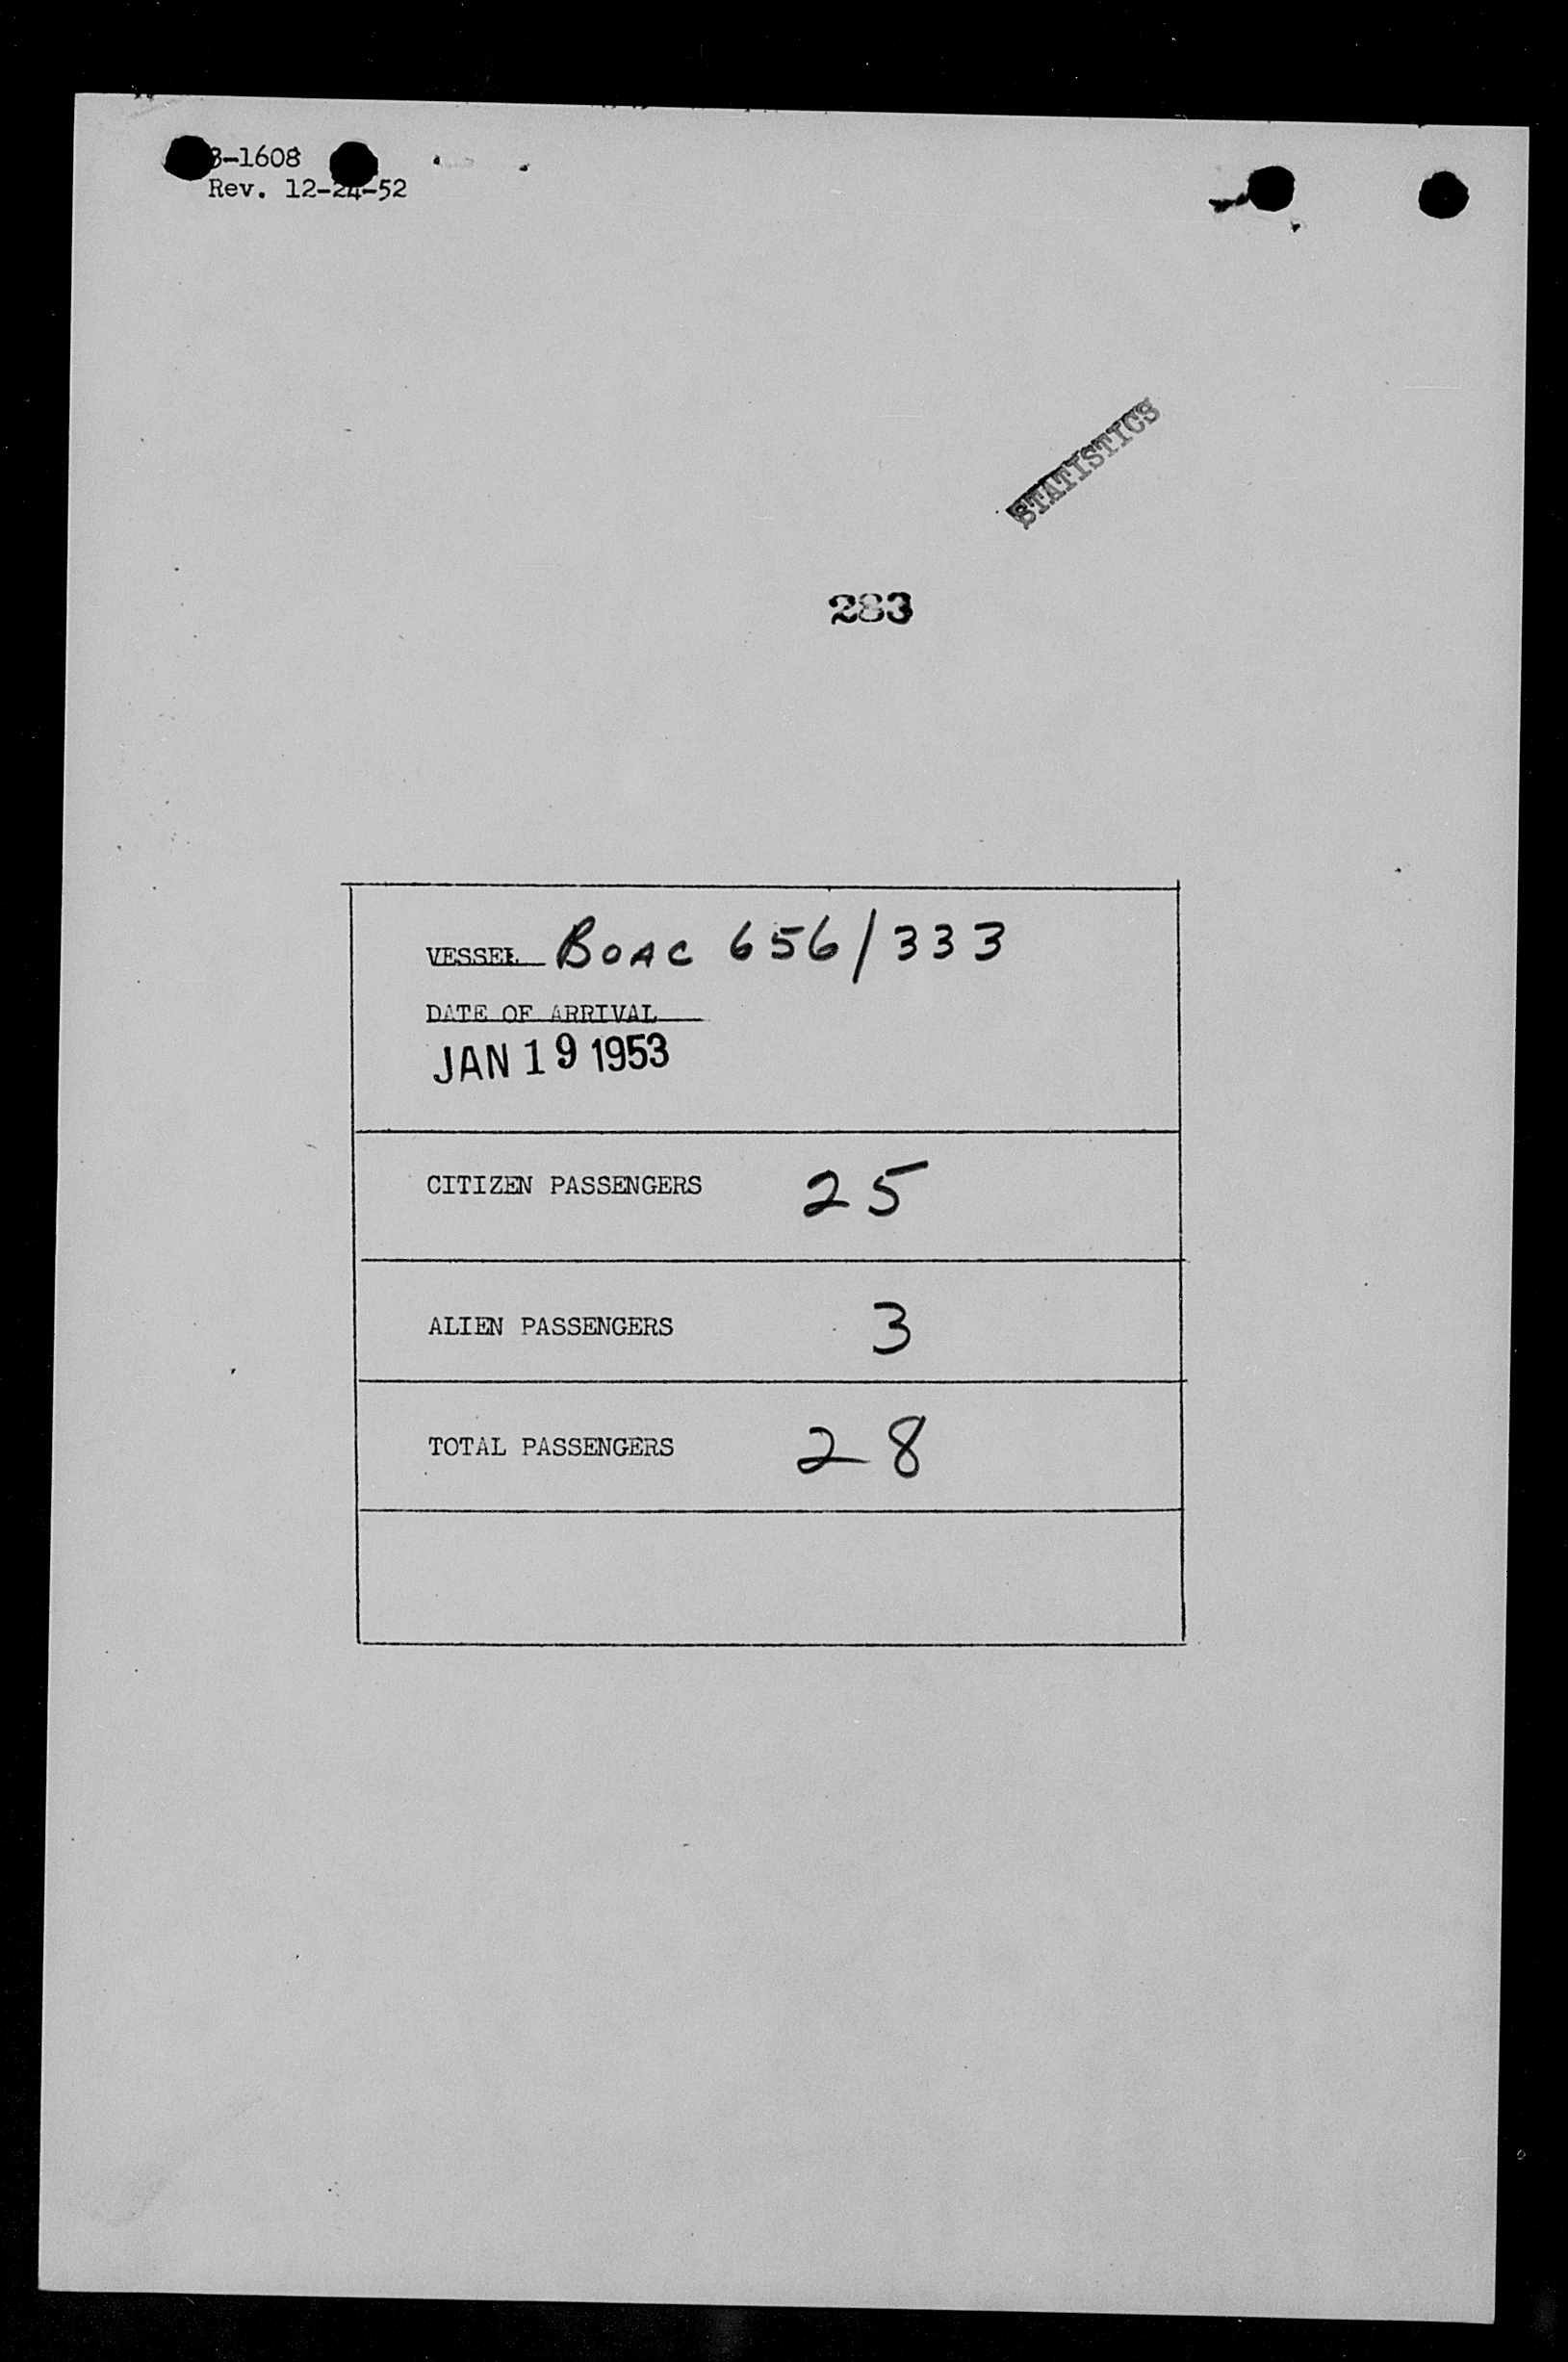 3-1608
Rev. 12-24-52
STATISTICS
283
VESSEL BOAC 656/333
DATE OF ARRIVAL
JAN 19 1953
CITIZEN PASSENGERS 25
ALIEN PASSENGERS 3
TOTAL PASSENGERS 28